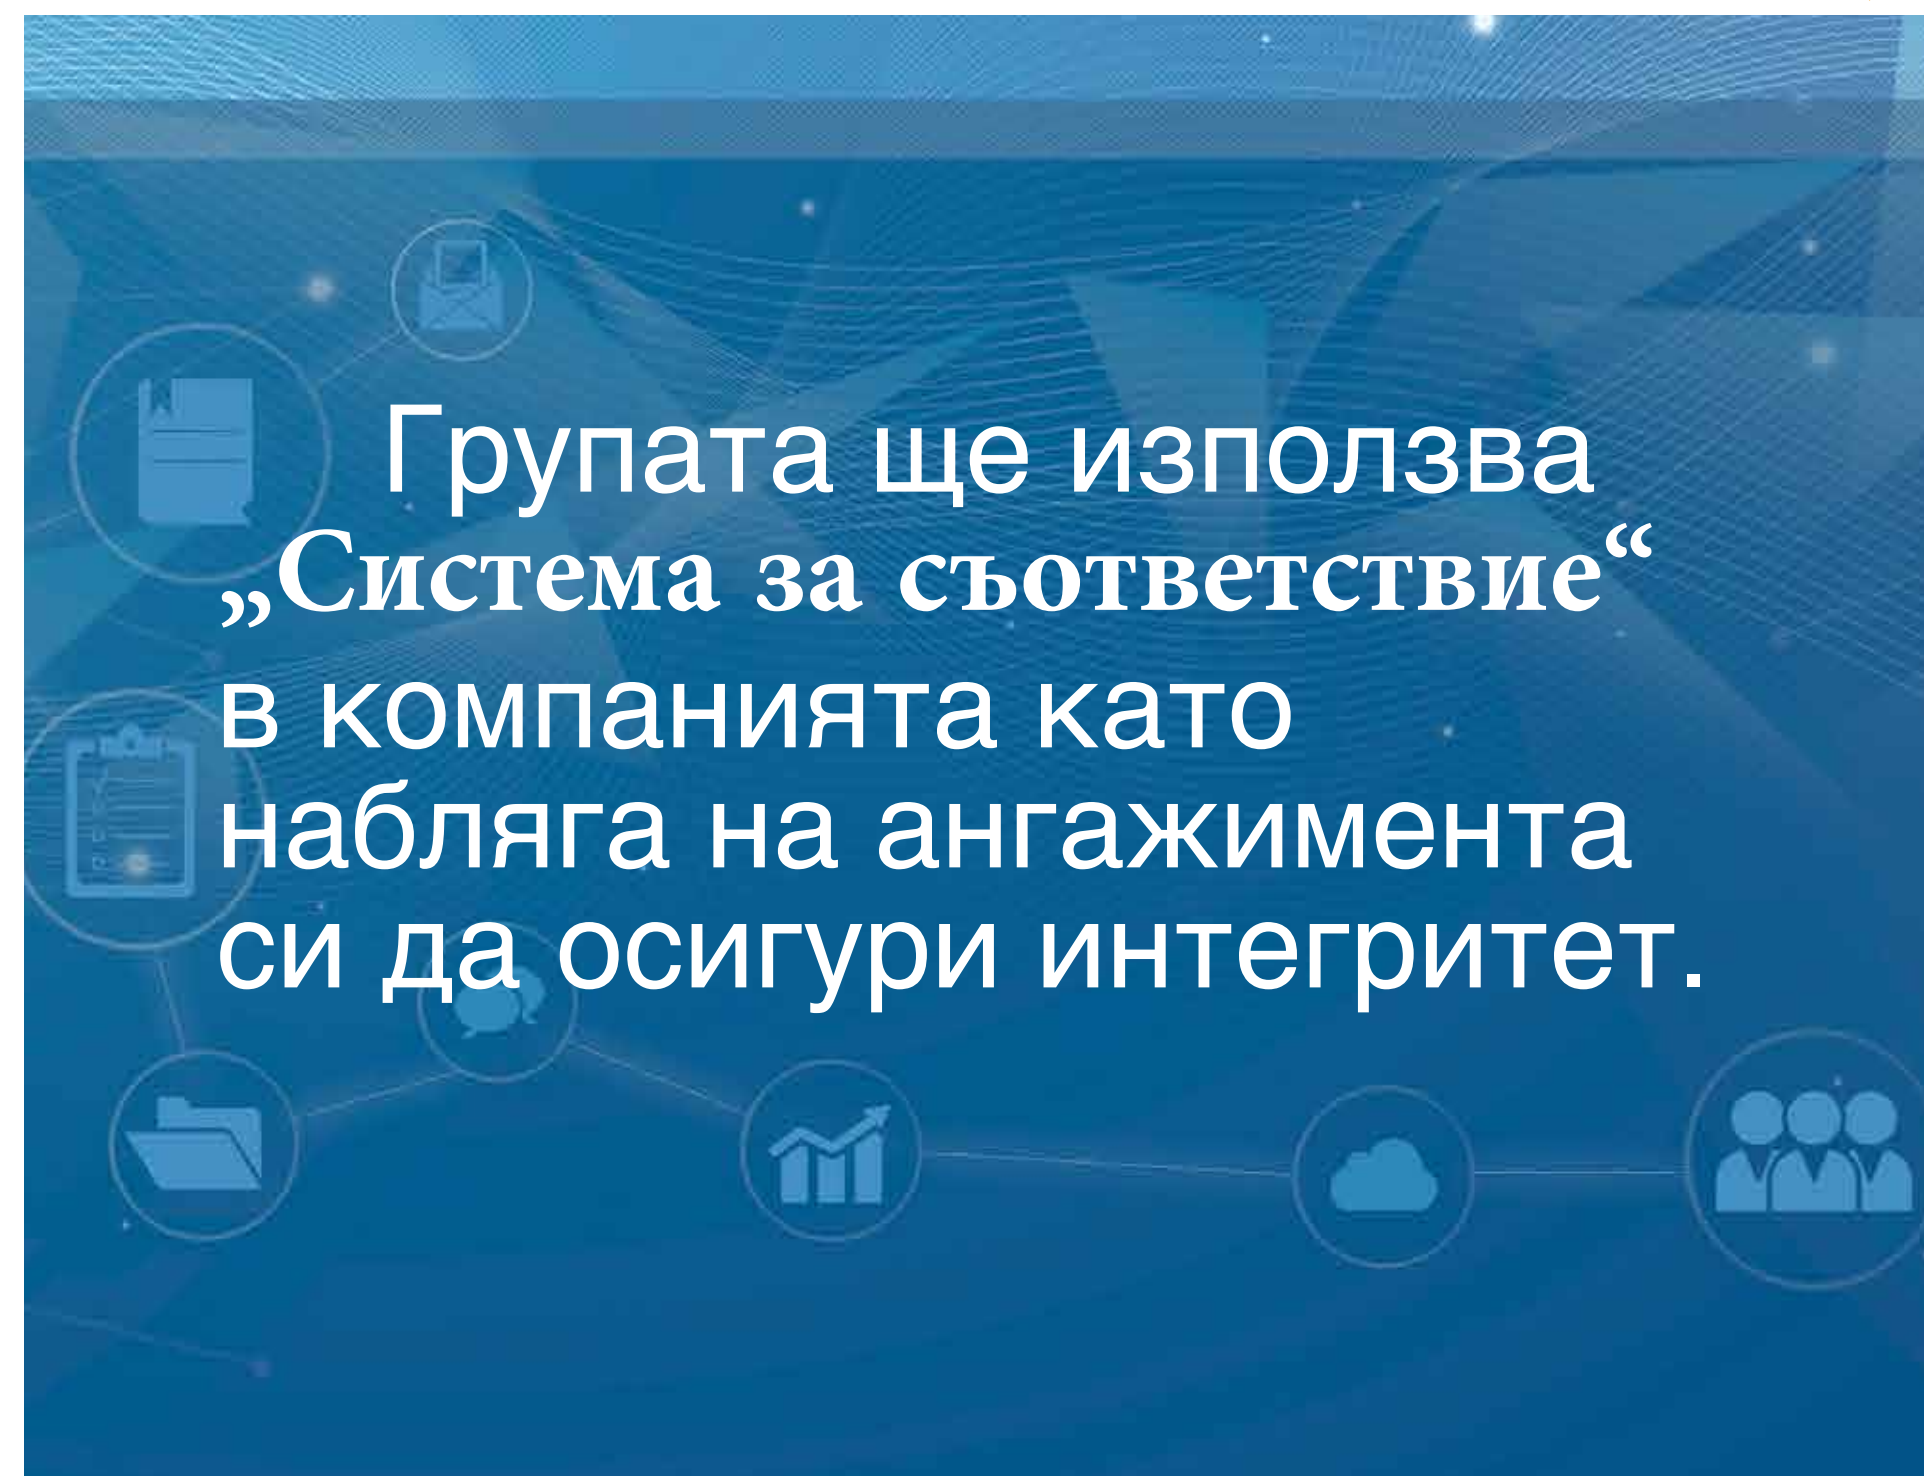 Групата ще използва
„Система за съответствие“
в компанията като
набляга на ангажимента
си да осигури интегритет.